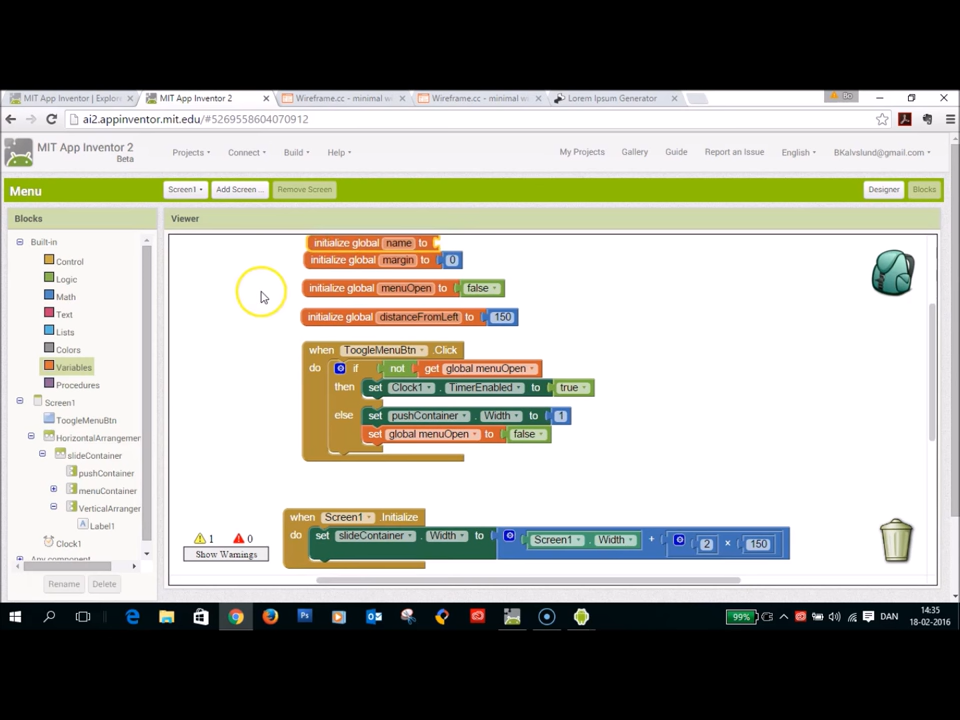 MIT App Inventor | Explor
MIT App Inventor 2
Wireframe.cc - minimal w
Wireframe.cc - minimal w
Lorem Ipsum Generator
Bo
ai2.appinventor.mit.edu/#5269558604070912
MIT App Inventor 2
Beta
Projects
Connect
Build
Help
My Projects
Gallery
Guide
Report an Issue
English
BKalvslund@gmail.com
Menu
Screen1
Add Screen...
Remove Screen
Designer
Blocks
Blocks
Viewer
Built-in
Control
Logic
Math
Text
Lists
Colors
Variables
Procedures
Screen1
ToogleMenuBtn
HorizontalArrangemen
slideContainer
pushContainer
menuContainer
VerticalArranger
Label1
Clock1
Any component
Rename
Delete
initialize global name to
initialize global margin to 0
initialize global menuOpen to false
initialize global distanceFromLeft to 150
when ToogleMenuBtn .Click
do if not get global menuOpen
then set Clock1 . TimerEnabled to true
else set pushContainer . Width to 1
set global menuOpen to false
when Screen1 .Initialize
do set slideContainer . Width to Screen1 . Width + 2 × 150
1 0
Show Warnings
99%
DAN
14:35
18-02-2016